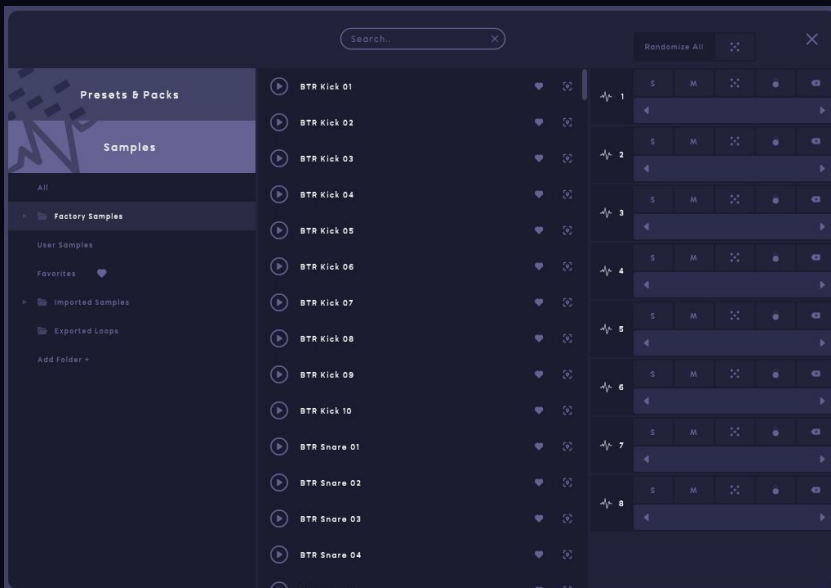 Search..
Randomize All
Presets & Packs
Samples
All
Factory Samples
User Samples
Favorites
Imported Samples
Exported Loops
Add Folder +
BTR Kick 01
BTR Kick 02
BTR Kick 03
BTR Kick 04
BTR Kick 05
BTR Kick 06
BTR Kick 07
BTR Kick 08
BTR Kick 09
BTR Kick 10
BTR Snare 01
BTR Snare 02
BTR Snare 03
BTR Snare 04
1 S M
2 S M
3 S M
4 S M
5 S M
6 S M
7 S M
8 S M